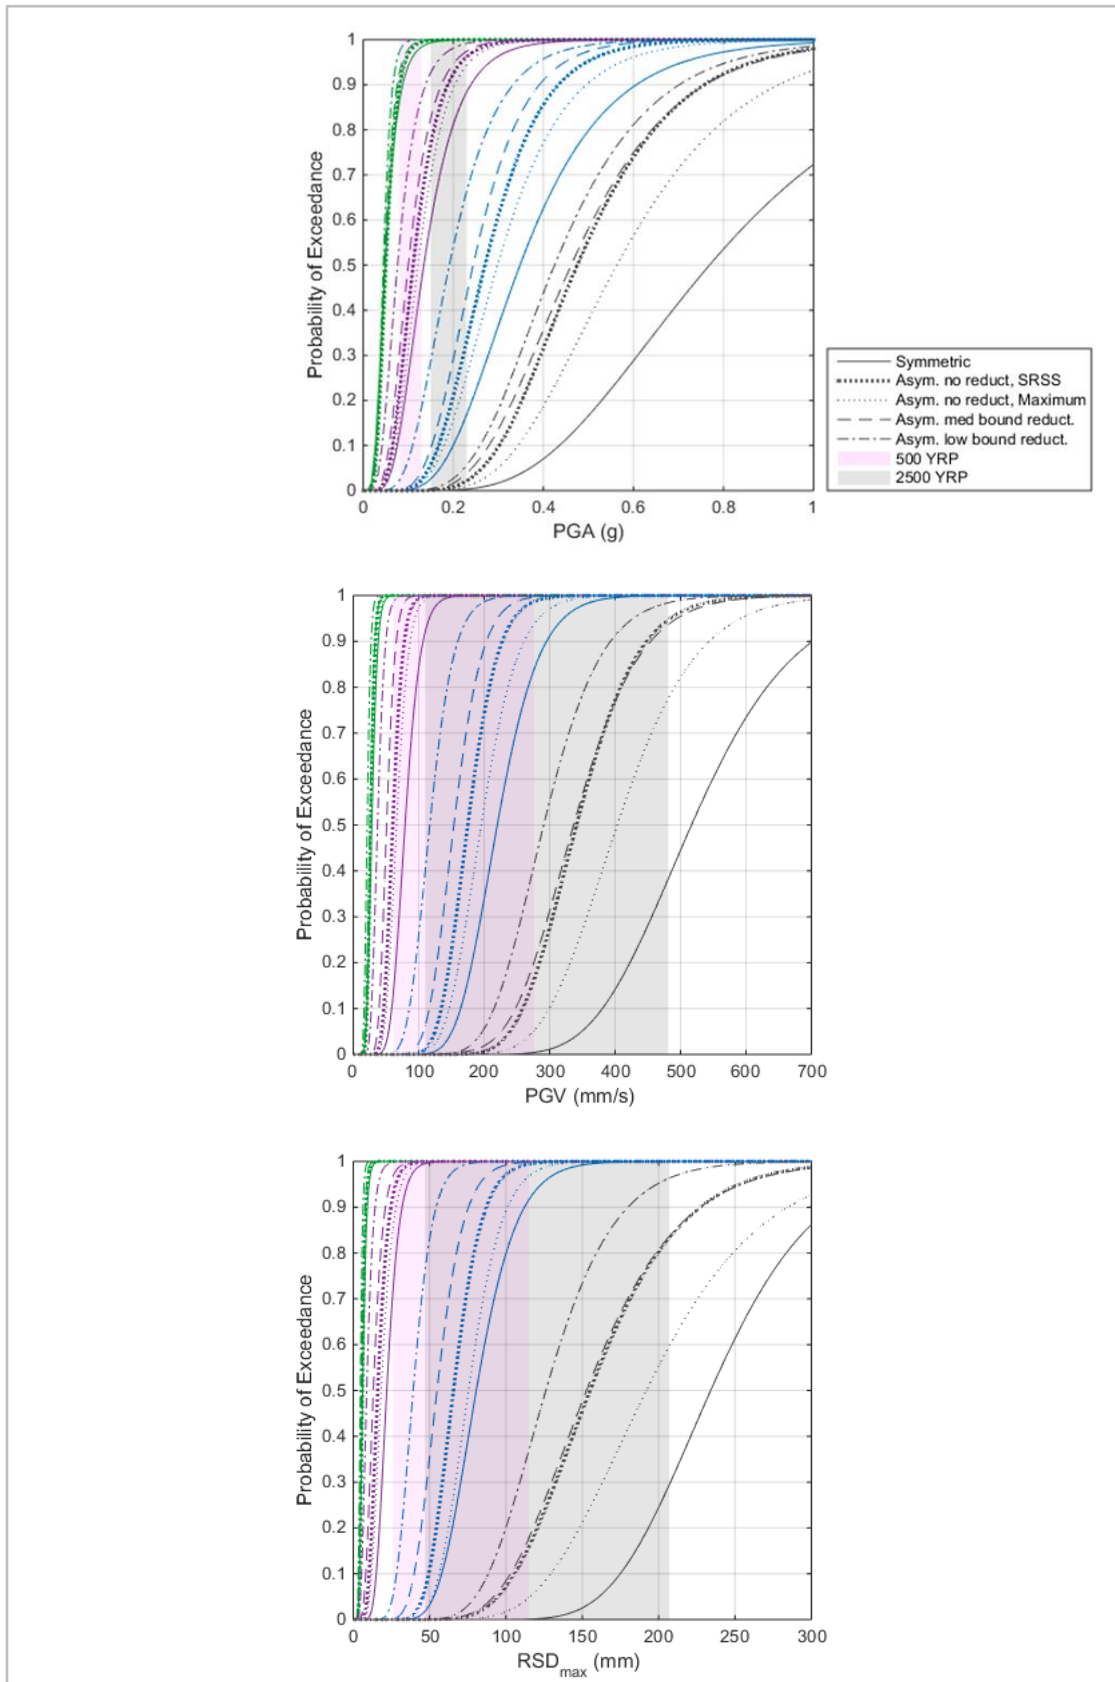 1
0.9
0.8
0.7
0.6
0.5
0.4
0.3
0.2
0.1
0
Probability of Exceedance
0 0.2 0.4 0.6 0.8 1
PGA (g)
Symmetric
Asym. no reduct, SRSS
Asym. no reduct, Maximum
Asym. med bound reduct.
Asym. low bound reduct.
500 YRP
2500 YRP
1
0.9
0.8
0.7
0.6
0.5
0.4
0.3
0.2
0.1
0
Probability of Exceedance
0 100 200 300 400 500 600 700
PGV (mm/s)
1
0.9
0.8
0.7
0.6
0.5
0.4
0.3
0.2
0.1
0
Probability of Exceedance
0 50 100 150 200 250 300
RSDmax (mm)